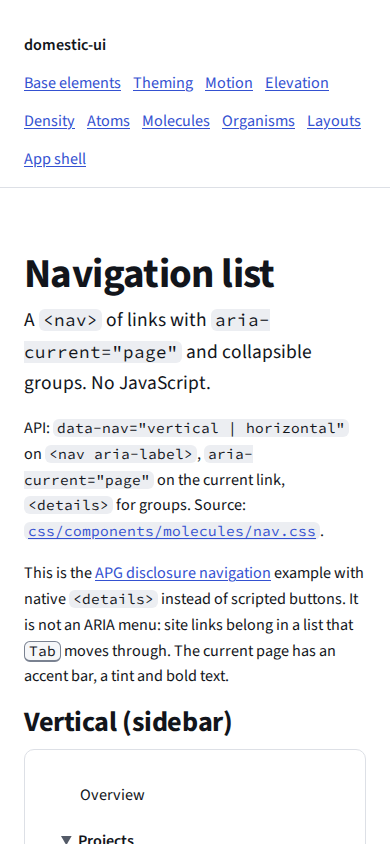 domestic-ui
Base elements Theming Motion Elevation
Density Atoms Molecules Organisms Layouts
App shell
Navigation list
A <nav> of links with aria-
current="page" and collapsible
groups. No JavaScript.
API: data-nav="vertical | horizontal"
on <nav aria-label>, aria-
current="page" on the current link,
<details> for groups. Source:
css/components/molecules/nav.css.
This is the APG disclosure navigation example with
native <details> instead of scripted buttons. It
is not an ARIA menu: site links belong in a list that
Tab moves through. The current page has an
accent bar, a tint and bold text.
Vertical (sidebar)
Overview
Projects